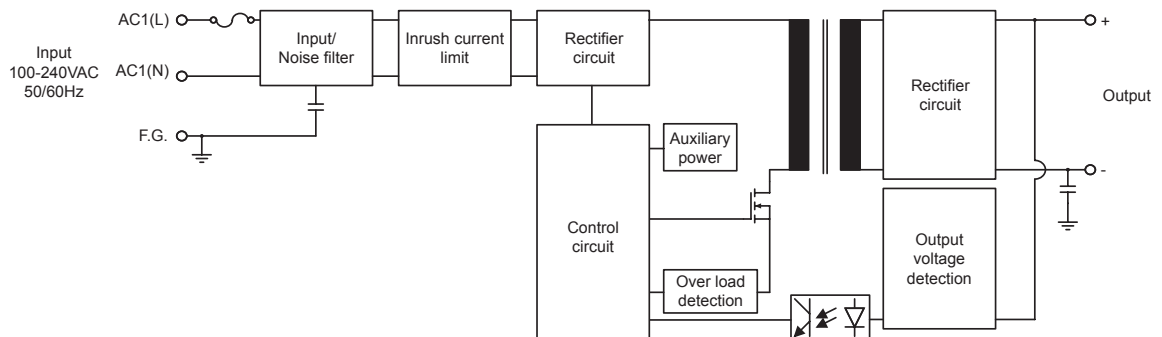 AC1(L)
Input
100-240VAC
50/60Hz
AC1(N)
F.G.
Input/
Noise filter
Inrush current
limit
Rectifier
circuit
Rectifier
circuit
+
Output
-
Auxiliary
power
Control
circuit
Over load
detection
Output
voltage
detection